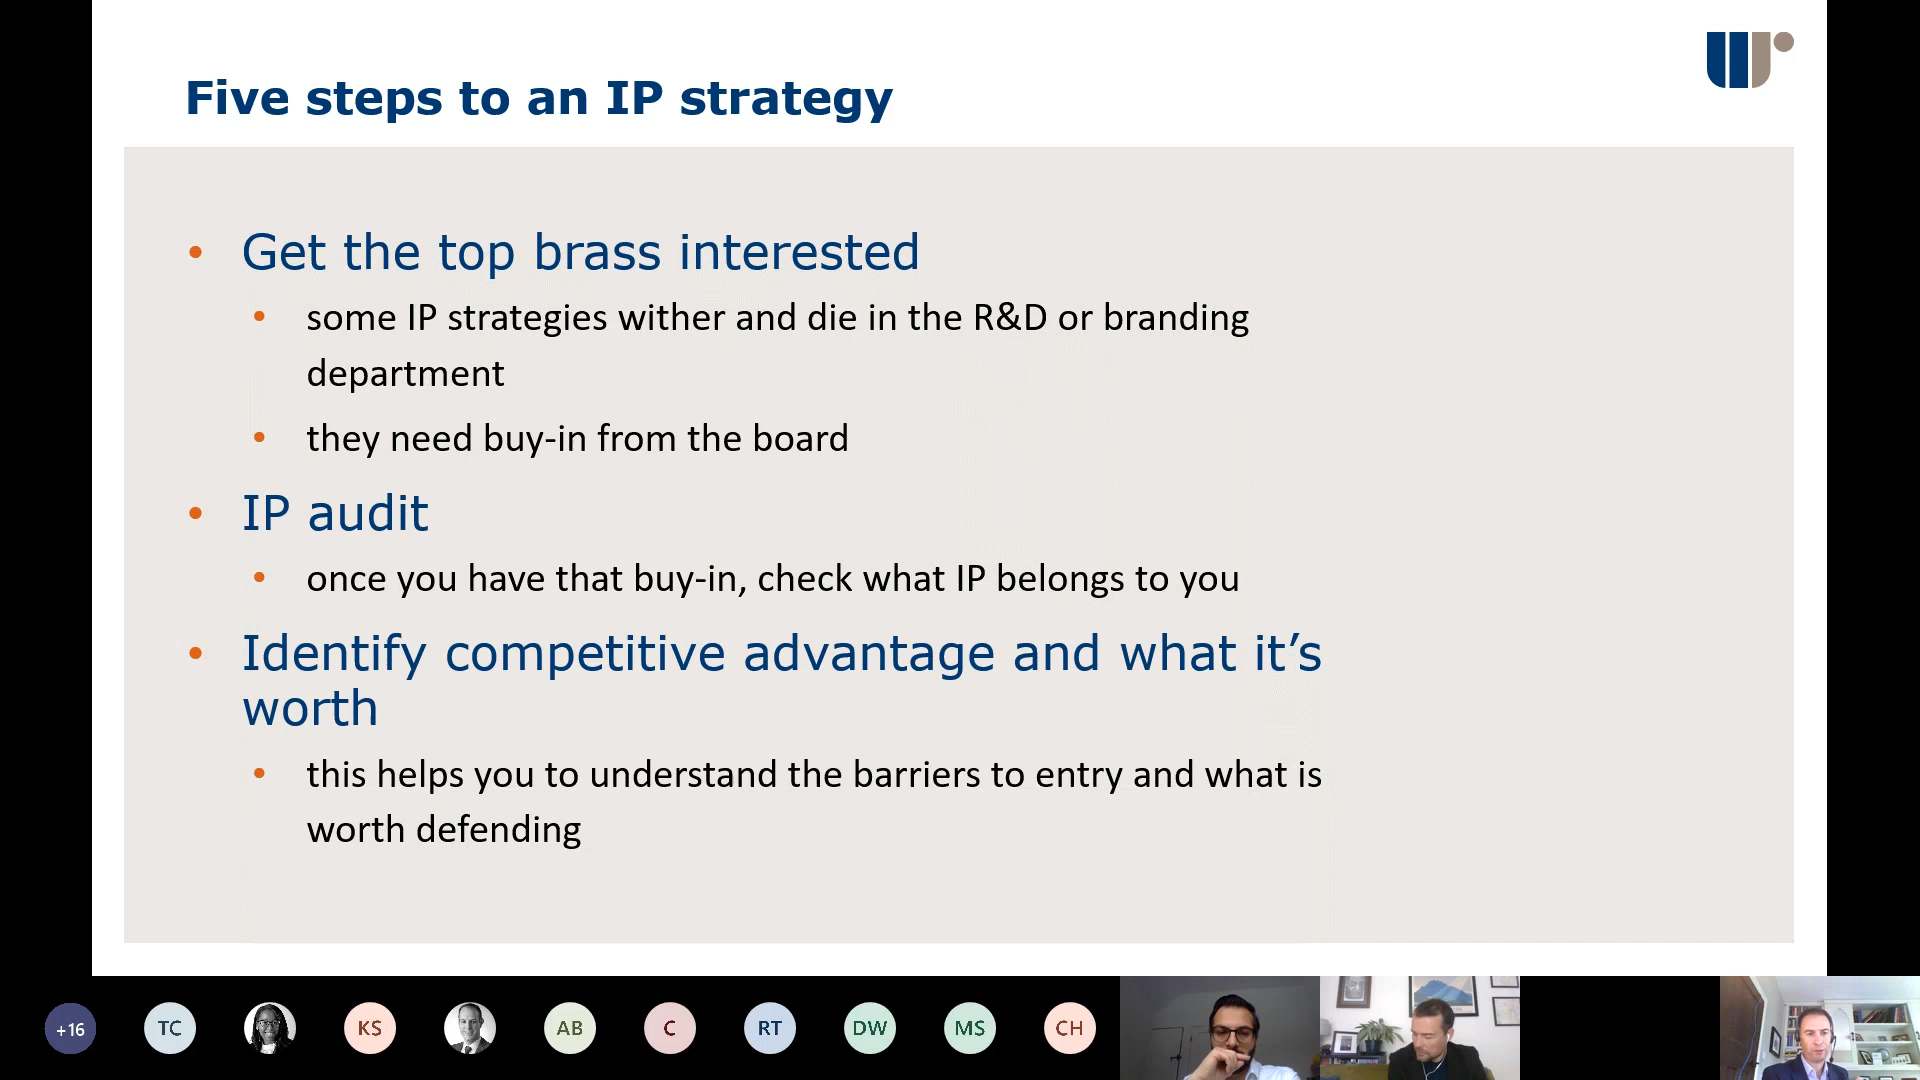 Five steps to an IP strategy
• Get the top brass interested
• some IP strategies wither and die in the R&D or branding
department
• they need buy-in from the board
• IP audit
• once you have that buy-in, check what IP belongs to you
• Identify competitive advantage and what it’s
worth
• this helps you to understand the barriers to entry and what is
worth defending
+16 TC KS AB C RT DW MS CH